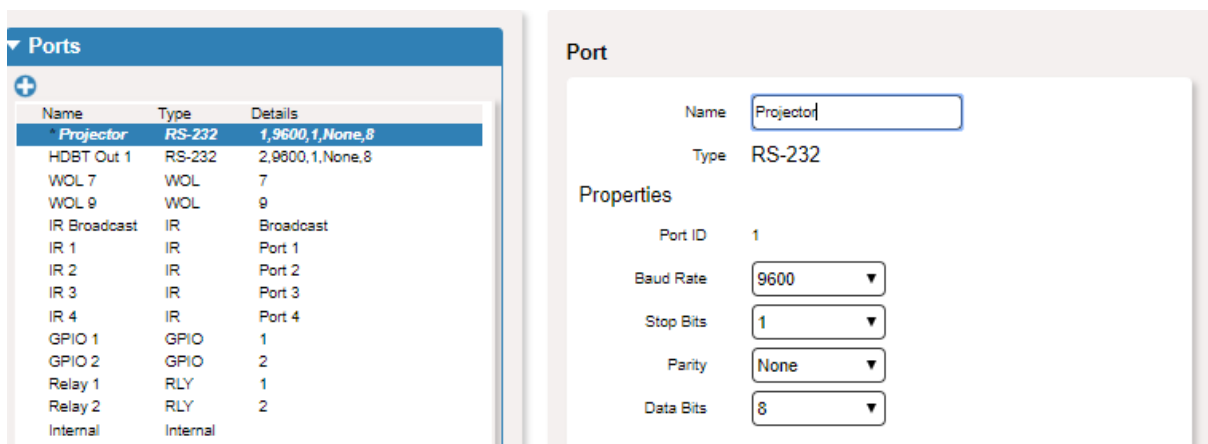 Ports
Name Type Details
* Projector RS-232 1,9600,1,None,8
HDBT Out 1 RS-232 2,9600,1,None,8
WOL 7 WOL 7
WOL 9 WOL 9
IR Broadcast IR Broadcast
IR 1 IR Port 1
IR 2 IR Port 2
IR 3 IR Port 3
IR 4 IR Port 4
GPIO 1 GPIO 1
GPIO 2 GPIO 2
Relay 1 RLY 1
Relay 2 RLY 2
Internal Internal
Port
Name Projector
Type RS-232
Properties
Port ID 1
Baud Rate 9600
Stop Bits 1
Parity None
Data Bits 8